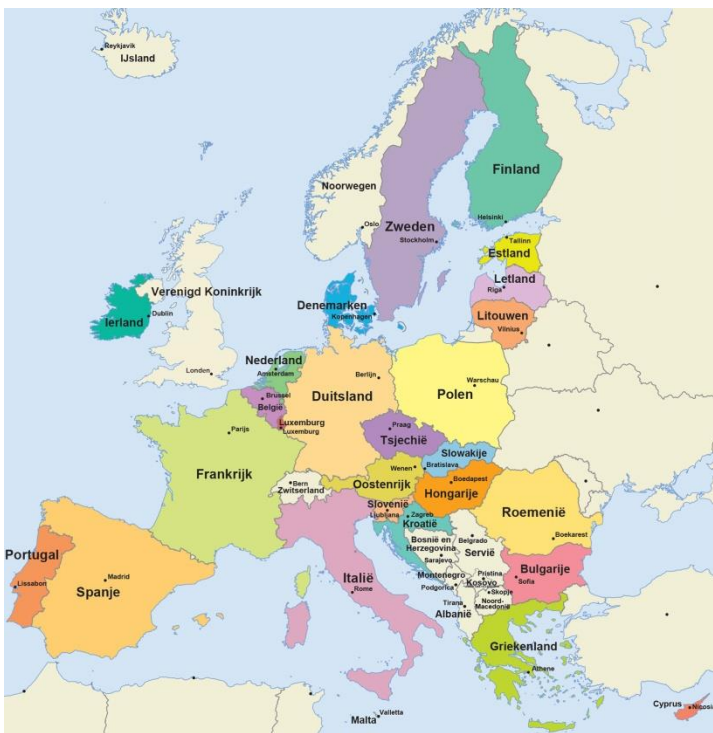 Reykjavik
IJsland
Finland
Noorwegen
Zweden
Helsinki
Oslo
Stockholm
Tallinn
Estland
Letland
Riga
Verenigd Koninkrijk
Denemarken
Kopenhagen
Litouwen
Vilnius
Dublin
Ierland
Nederland
Amsterdam
Londen
Berlijn
Duitsland
Warschau
Polen
Brussel
België
Luxemburg
Luxemburg
Praag
Tsjechië
Parijs
Slowakije
Wenen
Bratislava
Frankrijk
Bern
Zwitserland
Oostenrijk
Boedapest
Hongarije
Slovenië
Ljubljana
Zagreb
Kroatië
Roemenië
Boekarest
Bosnië en
Herzegovina
Sarajevo
Belgrado
Servië
Portugal
Lissabon
Madrid
Spanje
Italië
Rome
Montenegro
Podgorica
Pristina
Kosovo
Skopje
Noord-
Macedonië
Bulgarije
Sofia
Tirana
Albanië
Griekenland
Athene
Valletta
Malta
Cyprus
Nicosia